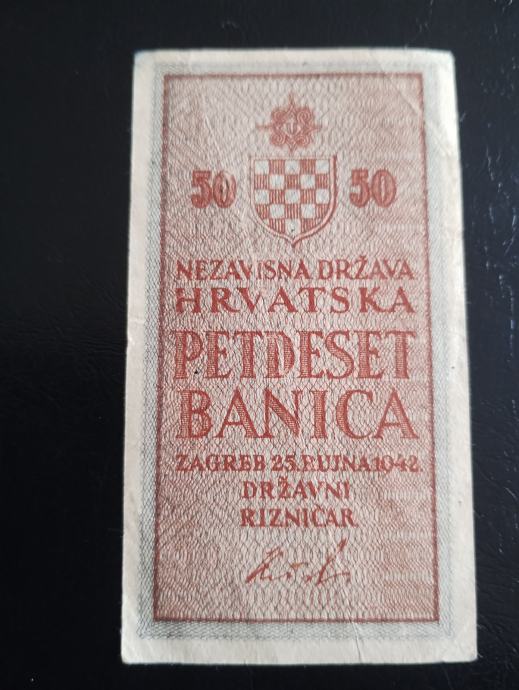 50 50
NEZAVISNA DRŽAVA
HRVATSKA
PETDESET
BANICA
ZAGREB 25. RUJNA 1942.
DRŽAVNI
RIZNIČAR